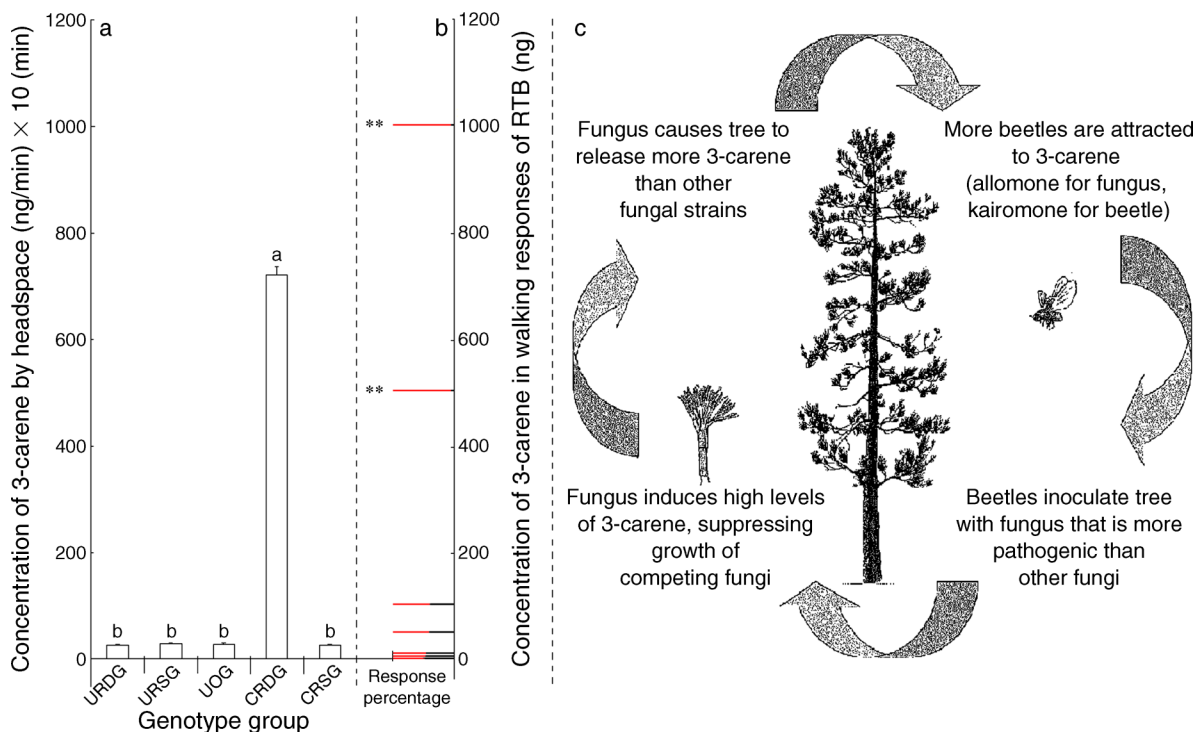 a
Concentration of 3-carene by headspace (ng/min) × 10 (min)
1200
1000
800
600
400
200
0
b
b
b
a
b
URDG
URSG
UOG
CRDG
CRSG
Genotype group
b
**
**
Response
percentage
1200
1000
800
600
400
200
0
Concentration of 3-carene in walking responses of RTB (ng)
c
Fungus causes tree to
release more 3-carene
than other
fungal strains
More beetles are attracted
to 3-carene
(allomone for fungus,
kairomone for beetle)
Fungus induces high levels
of 3-carene, suppressing
growth of
competing fungi
Beetles inoculate tree
with fungus that is more
pathogenic than
other fungi